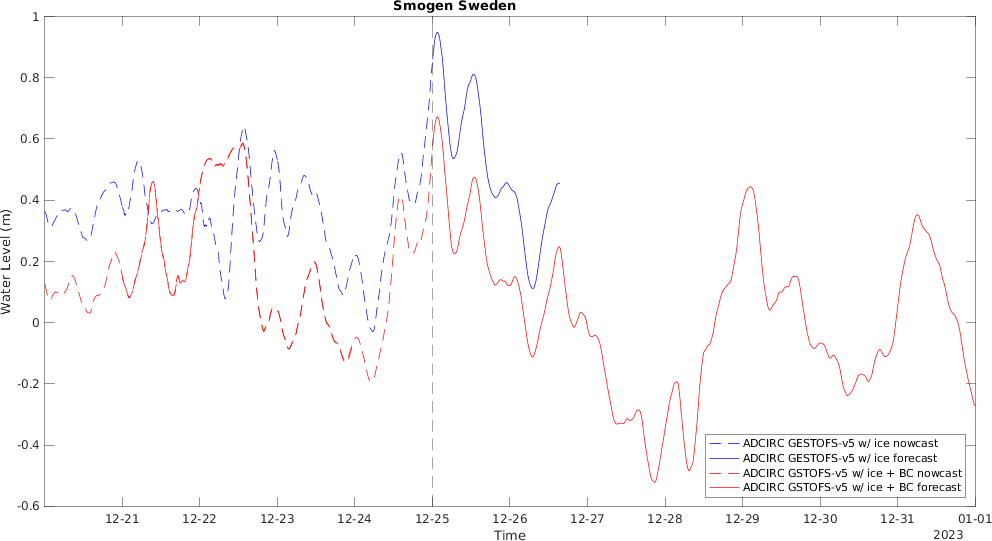 Smogen Sweden
Water Level (m)
1
0.8
0.6
0.4
0.2
0
-0.2
-0.4
-0.6
ADCIRC GESTOFS-v5 w/ ice nowcast
ADCIRC GESTOFS-v5 w/ ice forecast
ADCIRC GSTOFS-v5 w/ ice + BC nowcast
ADCIRC GSTOFS-v5 w/ ice + BC forecast
12-21 12-22 12-23 12-24 12-25 12-26 12-27 12-28 12-29 12-30 12-31 01-01
Time
2023